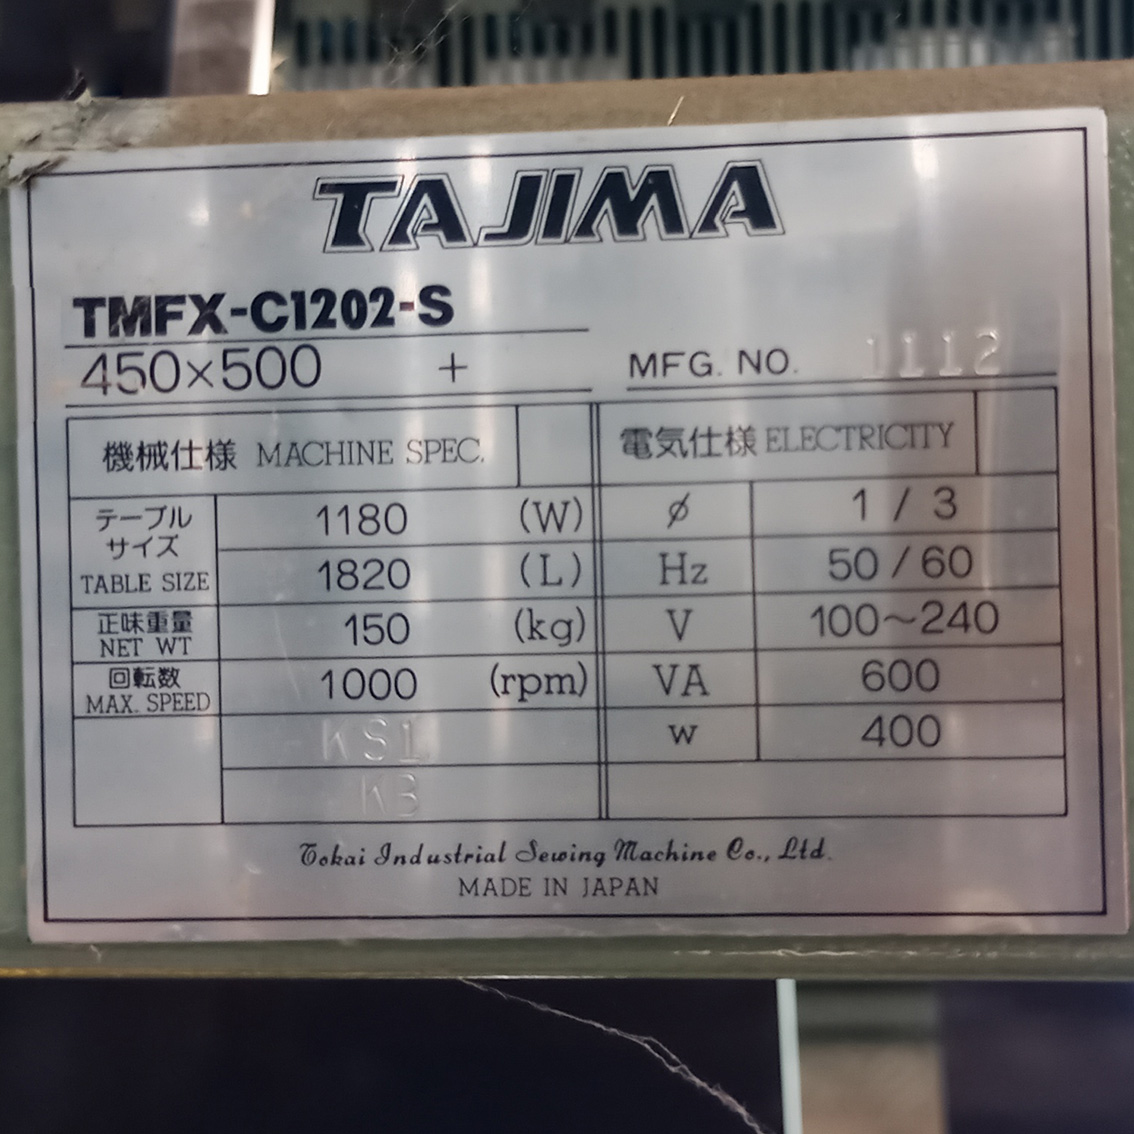 TAJIMA
TMFX-C1202-S
450×500 +
MFG. NO. 1112
機械仕様 MACHINE SPEC.
電気仕様 ELECTRICITY
テーブル
サイズ
TABLE SIZE
1180 (W)
1820 (L)
正味重量
NET WT
150 (kg)
回転数
MAX. SPEED
1000 (rpm)
KS1
K3
ø 1 / 3
Hz 50 / 60
V 100~240
VA 600
W 400
Tokai Industrial Sewing Machine Co., Ltd.
MADE IN JAPAN